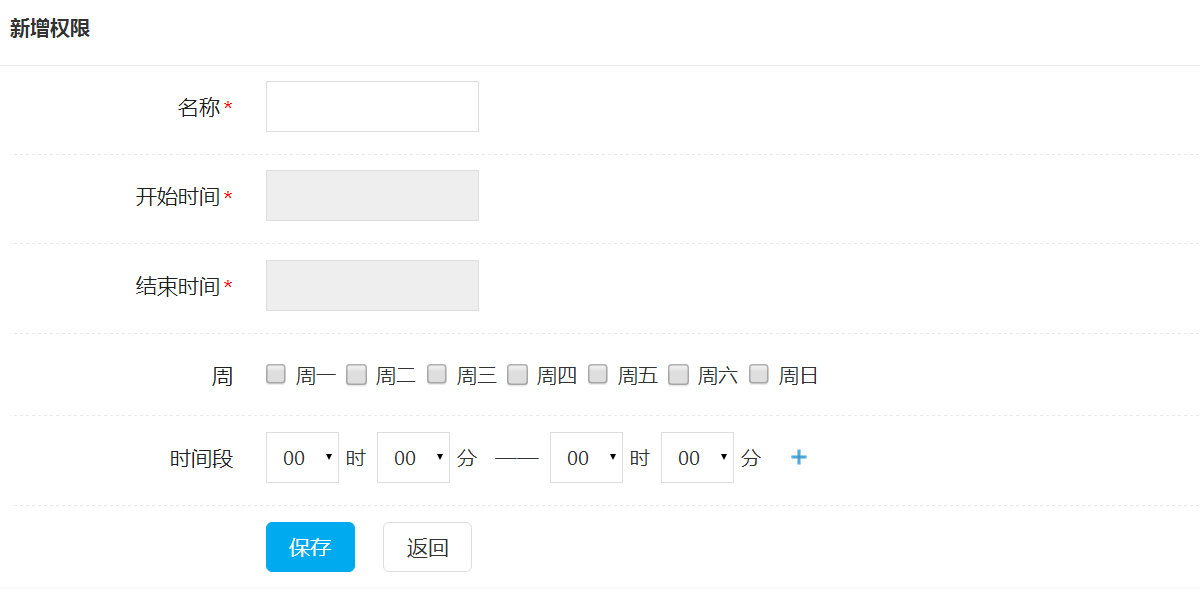 新增权限
名称*
开始时间*
结束时间*
周 周一 周二 周三 周四 周五 周六 周日
时间段 00 时 00 分 —— 00 时 00 分 +
保存 返回